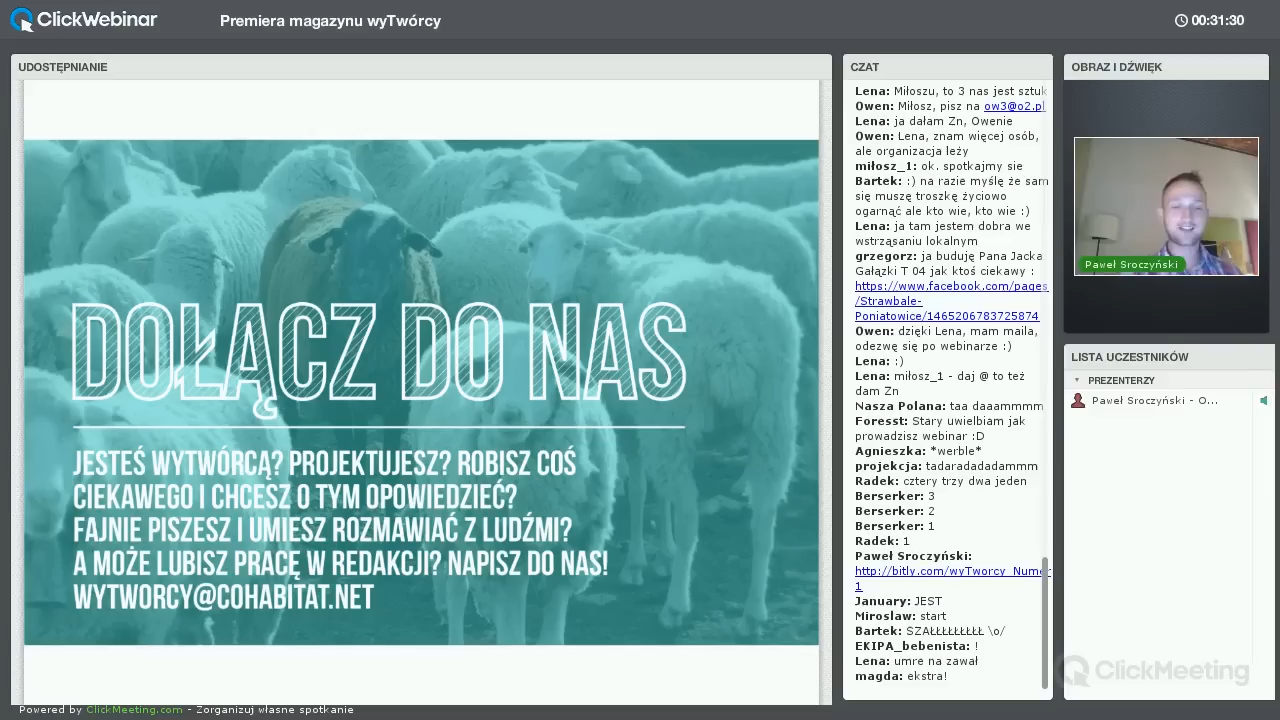 ClickWebinar
Premiera magazynu wyTwórcy
00:31:30
UDOSTĘPNIANIE
DOŁĄCZ DO NAS
JESTEŚ WYTWÓRCĄ? PROJEKTUJESZ? ROBISZ COŚ
CIEKAWEGO I CHCESZ O TYM OPOWIEDZIEĆ?
FAJNIE PISZESZ I UMIESZ ROZMAWIAĆ Z LUDŹMI?
A MOŻE LUBISZ PRACĘ W REDAKCJI? NAPISZ DO NAS!
WYTWORCY@COHABITAT.NET
Powered by ClickMeeting.com - Zorganizuj własne spotkanie
CZAT
Lena: Miłoszu, to 3 nas jest sztuk
Owen: Miłosz, pisz na ow3@o2.pl
Lena: ja dałam Zn, Owenie
Owen: Lena, znam więcej osób,
ale organizacja leży
miłosz_1: ok. spotkajmy sie
Bartek: :) na razie myślę że sam
się muszę troszkę życiowo
ogarnąć ale kto wie, kto wie :)
Lena: ja tam jestem dobra we
wstrząsaniu lokalnym
grzegorz: ja buduję Pana Jacka
Gałązki T 04 jak ktoś ciekawy :
https://www.facebook.com/pages
/Strawbale-
Poniatowice/1465206783725874
Owen: dzięki Lena, mam maila,
odezwę się po webinarze :)
Lena: :)
Lena: miłosz_1 - daj @ to też
dam Zn
Nasza Polana: taa daaammmm
Foresst: Stary uwielbiam jak
prowadzisz webinar :D
Agnieszka: *werble*
projekcja: tadaradadadammm
Radek: cztery trzy dwa jeden
Berserker: 3
Berserker: 2
Berserker: 1
Radek: 1
Paweł Sroczyński:
http://bitly.com/wyTworcy_Numer
1
January: JEST
Miroslaw: start
Bartek: SZAŁŁŁŁŁŁŁŁŁ \o/
EKIPA_bebenista: !
Lena: umre na zawał
magda: ekstra!
OBRAZ I DŹWIĘK
Paweł Sroczyński
LISTA UCZESTNIKÓW
PREZENTERZY
Paweł Sroczyński - O...
ClickMeeting